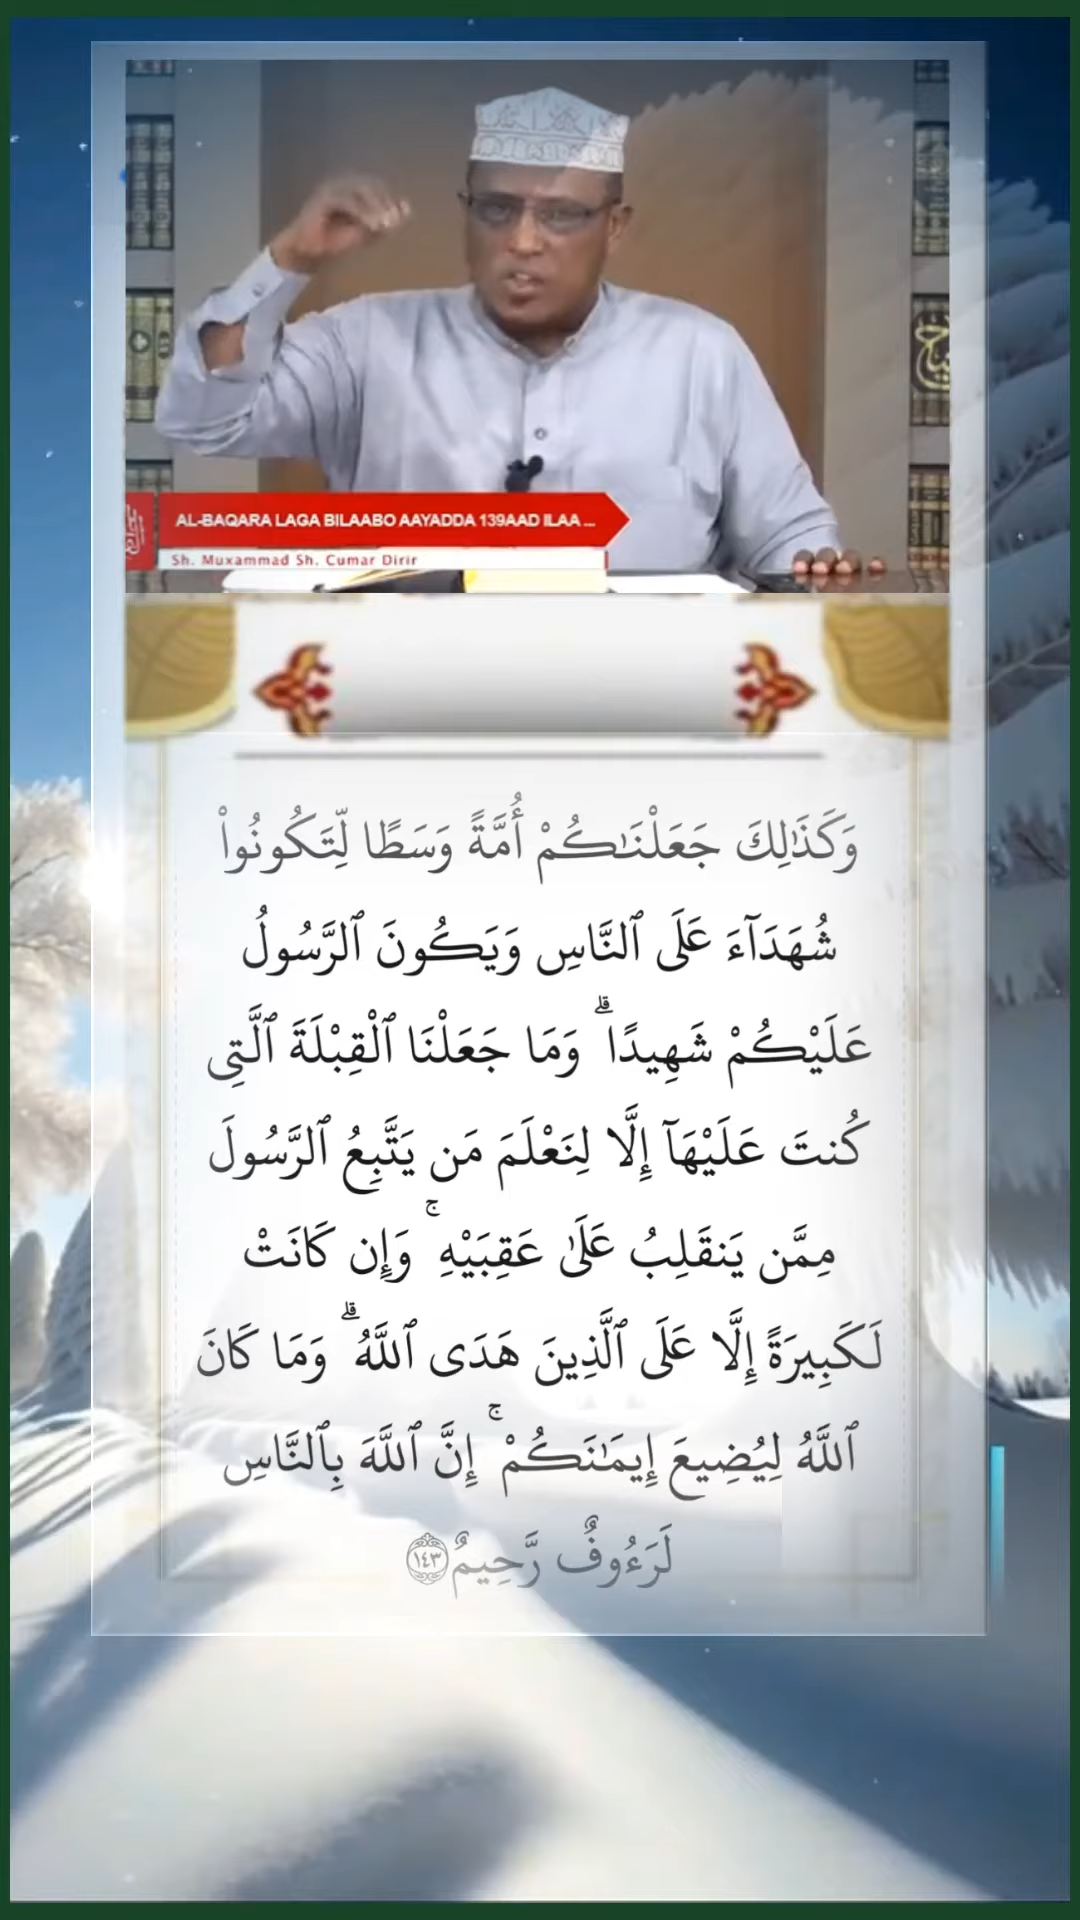 AL-BAQARA LAGA BILAABO AAYADDA 139AAD ILAA ...
Sh. Muxammad Sh. Cumar Dirir
وَكَذَٰلِكَ جَعَلْنَـٰكُمْ أُمَّةً وَسَطًا لِّتَكُونُوا۟
شُهَدَآءَ عَلَى ٱلنَّاسِ وَيَكُونَ ٱلرَّسُولُ
عَلَيْكُمْ شَهِيدًا ۗ وَمَا جَعَلْنَا ٱلْقِبْلَةَ ٱلَّتِى
كُنتَ عَلَيْهَآ إِلَّا لِنَعْلَمَ مَن يَتَّبِعُ ٱلرَّسُولَ
مِمَّن يَنقَلِبُ عَلَىٰ عَقِبَيْهِ ۚ وَإِن كَانَتْ
لَكَبِيرَةً إِلَّا عَلَى ٱلَّذِينَ هَدَى ٱللَّهُ ۗ وَمَا كَانَ
ٱللَّهُ لِيُضِيعَ إِيمَـٰنَكُمْ ۚ إِنَّ ٱللَّهَ بِٱلنَّاسِ
لَرَءُوفٌ رَّحِيمٌ ١٤٣